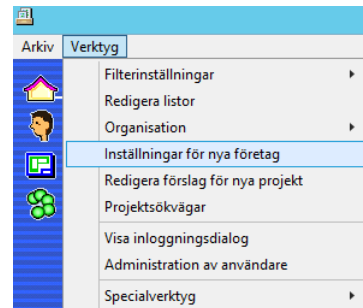 Arkiv Verktyg
Filterinställningar
Redigera listor
Organisation
Inställningar för nya företag
Redigera förslag för nya projekt
Projektsökvägar
Visa inloggningsdialog
Administration av användare
Specialverktyg